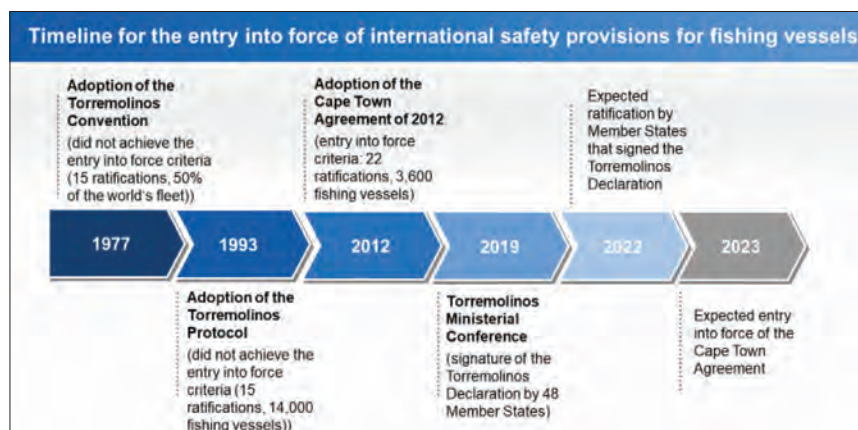 Timeline for the entry into force of international safety provisions for fishing vessels
Adoption of the
Torremolinos
Convention
(did not achieve the
entry into force criteria
(15 ratifications, 50%
of the world's fleet))
Adoption of the
Cape Town
Agreement of 2012
(entry into force
criteria: 22
ratifications, 3,600
fishing vessels)
Expected
ratification by
Member States
that signed the
Torremolinos
Declaration
1977
1993
2012
2019
2022
2023
Adoption of the
Torremolinos
Protocol
(did not achieve the
entry into force
criteria (15
ratifications, 14,000
fishing vessels))
Torremolinos
Ministerial
Conference
(signature of the
Torremolinos
Declaration by 48
Member States)
Expected entry
into force of the
Cape Town
Agreement